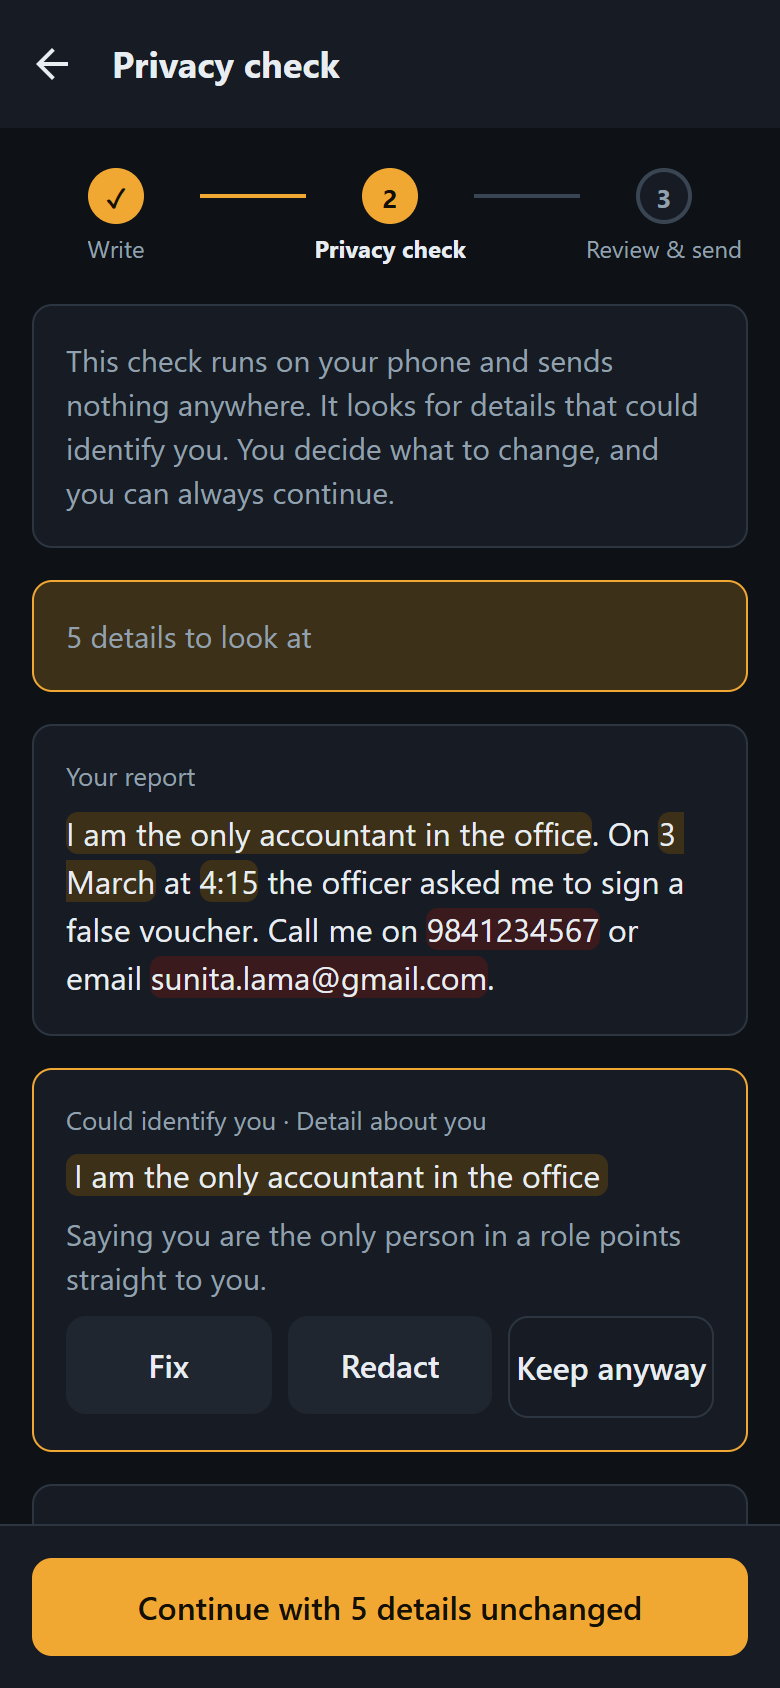 Privacy check
✓
2
3
Write
Privacy check
Review & send
This check runs on your phone and sends
nothing anywhere. It looks for details that could
identify you. You decide what to change, and
you can always continue.
5 details to look at
Your report
I am the only accountant in the office. On 3
March at 4:15 the officer asked me to sign a
false voucher. Call me on 9841234567 or
email sunita.lama@gmail.com.
Could identify you · Detail about you
I am the only accountant in the office
Saying you are the only person in a role points
straight to you.
Fix
Redact
Keep anyway
Continue with 5 details unchanged